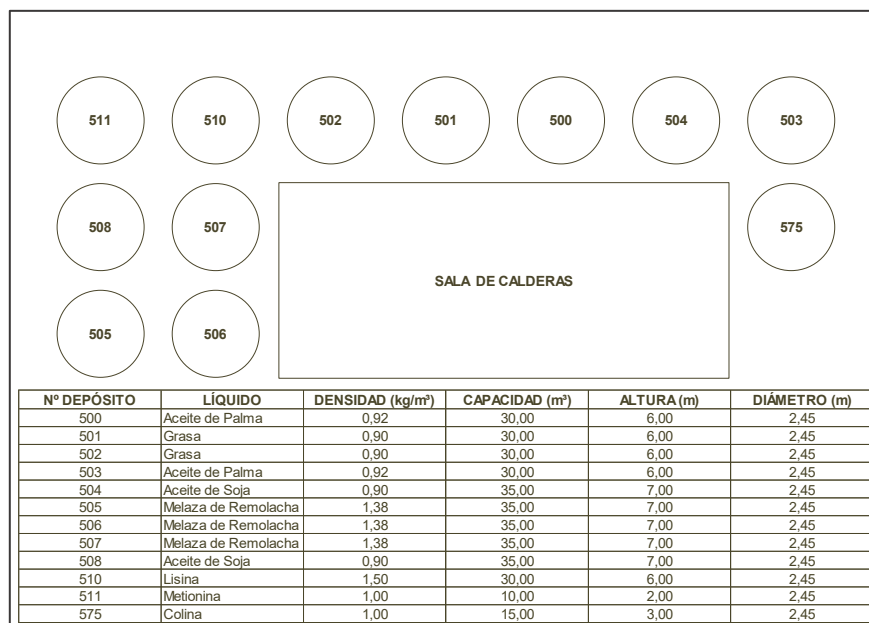 511 510 502 501 500 504 503
508 507 575
SALA DE CALDERAS
505 506
Nº DEPÓSITO LÍQUIDO DENSIDAD (kg/m³) CAPACIDAD (m³) ALTURA (m) DIÁMETRO (m)
500 Aceite de Palma 0,92 30,00 6,00 2,45
501 Grasa 0,90 30,00 6,00 2,45
502 Grasa 0,90 30,00 6,00 2,45
503 Aceite de Palma 0,92 30,00 6,00 2,45
504 Aceite de Soja 0,90 35,00 7,00 2,45
505 Melaza de Remolacha 1,38 35,00 7,00 2,45
506 Melaza de Remolacha 1,38 35,00 7,00 2,45
507 Melaza de Remolacha 1,38 35,00 7,00 2,45
508 Aceite de Soja 0,90 35,00 7,00 2,45
510 Lisina 1,50 30,00 6,00 2,45
511 Metionina 1,00 10,00 2,00 2,45
575 Colina 1,00 15,00 3,00 2,45